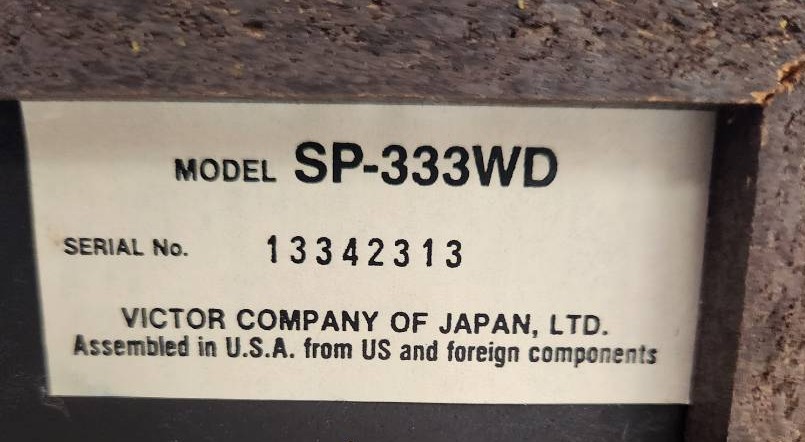 MODEL SP-333WD
SERIAL No. 13342313
VICTOR COMPANY OF JAPAN, LTD.
Assembled in U.S.A. from US and foreign components